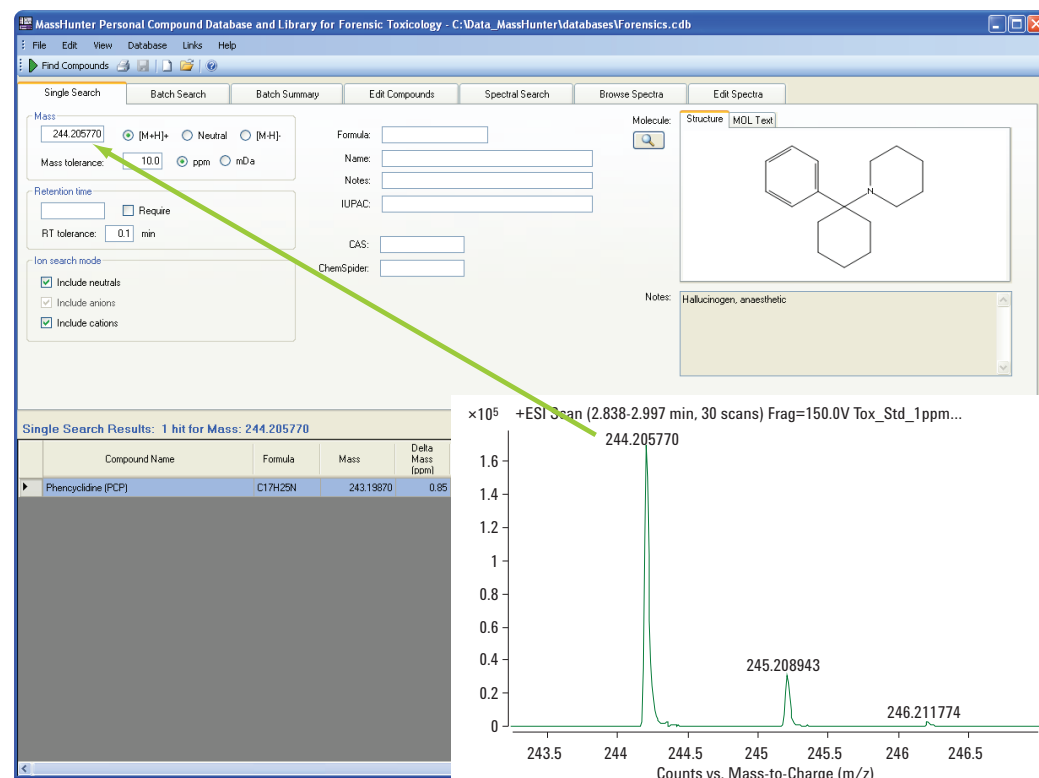 MassHunter Personal Compound Database and Library for Forensic Toxicology - C:\Data_MassHunter\databases\Forensics.cdb
File Edit View Database Links Help
Find Compounds
Single Search Batch Search Batch Summary Edit Compounds Spectral Search Browse Spectra Edit Spectra
Mass
244.205770 [M+H]+ Neutral [M-H]-
Mass tolerance: 10.0 ppm mDa
Retention time
Require
RT tolerance: 0.1 min
Ion search mode
Include neutrals
Include anions
Include cations
Formula:
Name:
Notes:
IUPAC:
CAS:
ChemSpider:
Molecule:
Structure MOL Text
N
Notes: Hallucinogen, anaesthetic
Single Search Results: 1 hit for Mass: 244.205770
Compound Name Formula Mass Delta Mass (ppm)
Phencyclidine (PCP) C17H25N 243.19870 0.85
×10⁵ +ESI Scan (2.838-2.997 min, 30 scans) Frag=150.0V Tox_Std_1ppm...
244.205770
1.6
1.4
1.2
1
0.8
0.6
0.4
0.2
0
245.208943
246.211774
243.5 244 244.5 245 245.5 246 246.5
Counts vs. Mass-to-Charge (m/z)